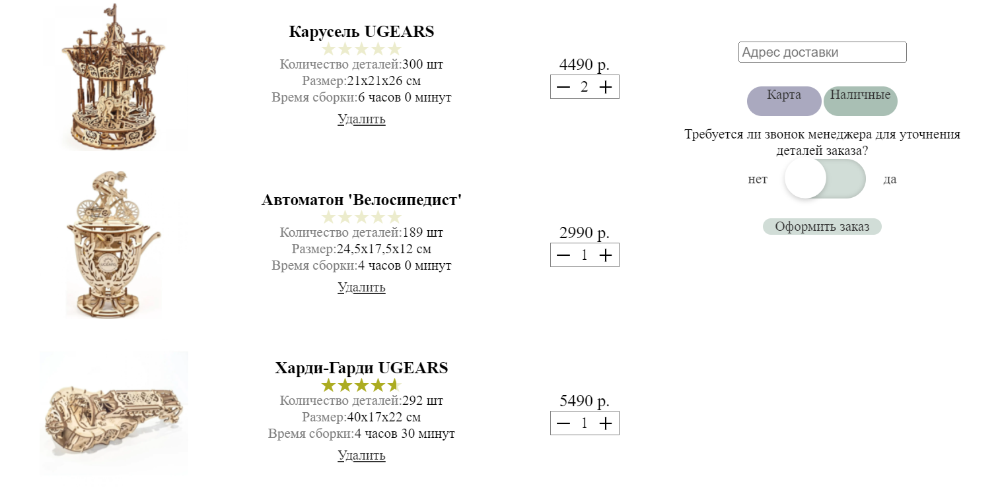 Карусель UGEARS
Количество деталей:300 шт
Размер:21x21x26 см
Время сборки:6 часов 0 минут
Удалить
4490 р.
2
Автоматон 'Велосипедист'
Количество деталей:189 шт
Размер:24,5x17,5x12 см
Время сборки:4 часов 0 минут
Удалить
2990 р.
1
UGEARS
Харди-Гарди UGEARS
Количество деталей:292 шт
Размер:40x17x22 см
Время сборки:4 часов 30 минут
Удалить
5490 р.
1
Адрес доставки
Карта Наличные
Требуется ли звонок менеджера для уточнения
деталей заказа?
нет да
Оформить заказ